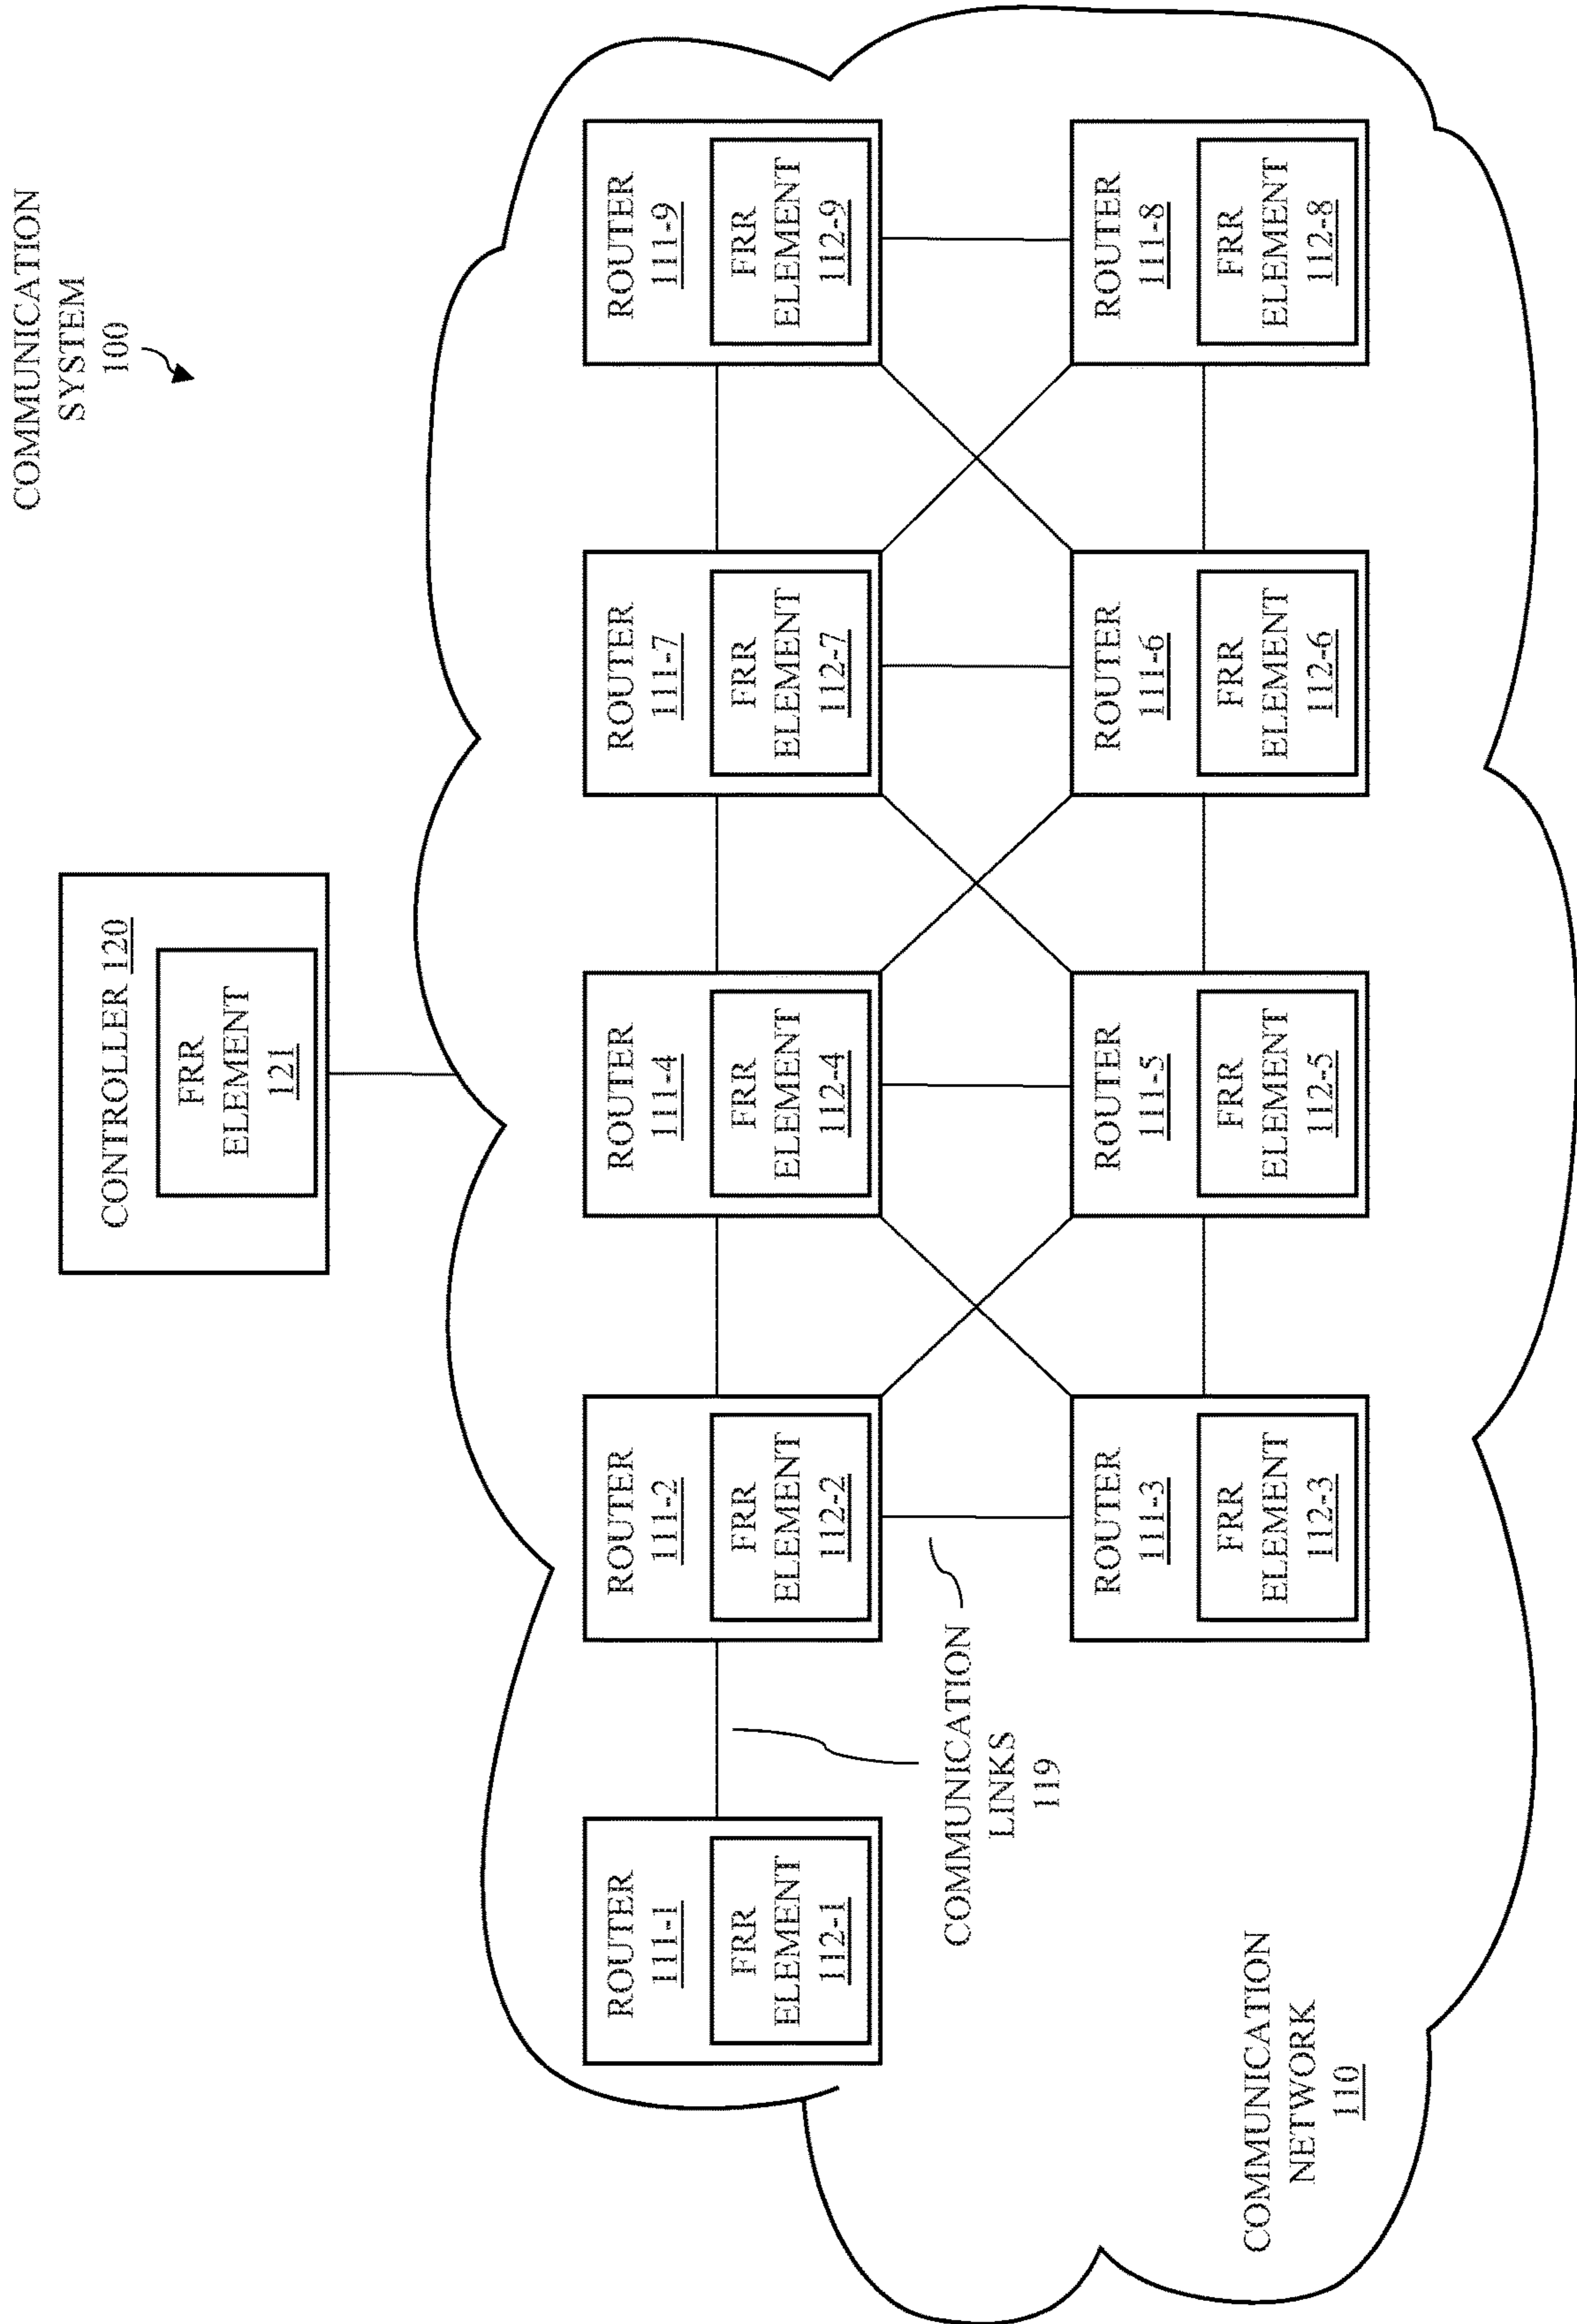 COMMUNICATION
SYSTEM
100
CONTROLLER 120
FRR
ELEMENT
121
ROUTER
111-1
FRR
ELEMENT
112-1
ROUTER
111-2
FRR
ELEMENT
112-2
ROUTER
111-4
FRR
ELEMENT
112-4
ROUTER
111-7
FRR
ELEMENT
112-7
ROUTER
111-9
FRR
ELEMENT
112-9
COMMUNICATION
LINKS
119
ROUTER
111-3
FRR
ELEMENT
112-3
ROUTER
111-5
FRR
ELEMENT
112-5
ROUTER
111-6
FRR
ELEMENT
112-6
ROUTER
111-8
FRR
ELEMENT
112-8
COMMUNICATION
NETWORK
110